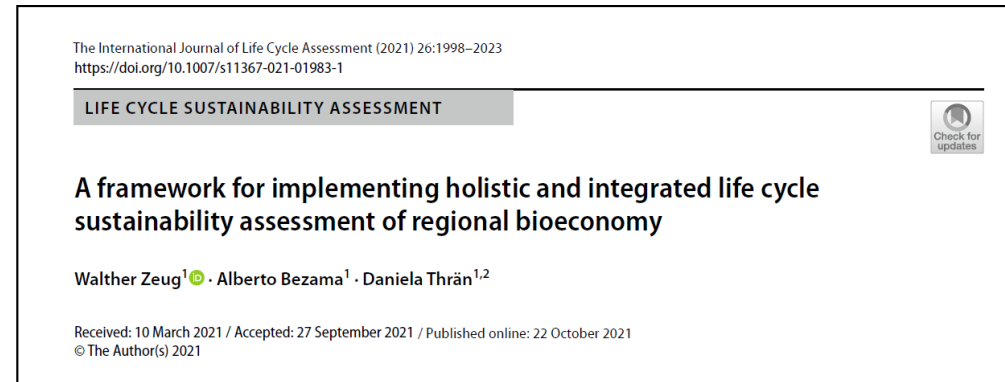 The International Journal of Life Cycle Assessment (2021) 26:1998–2023
https://doi.org/10.1007/s11367-021-01983-1
LIFE CYCLE SUSTAINABILITY ASSESSMENT
Check for
updates
A framework for implementing holistic and integrated life cycle
sustainability assessment of regional bioeconomy
Walther Zeug1 iD · Alberto Bezama1 · Daniela Thrän1,2
Received: 10 March 2021 / Accepted: 27 September 2021 / Published online: 22 October 2021
© The Author(s) 2021